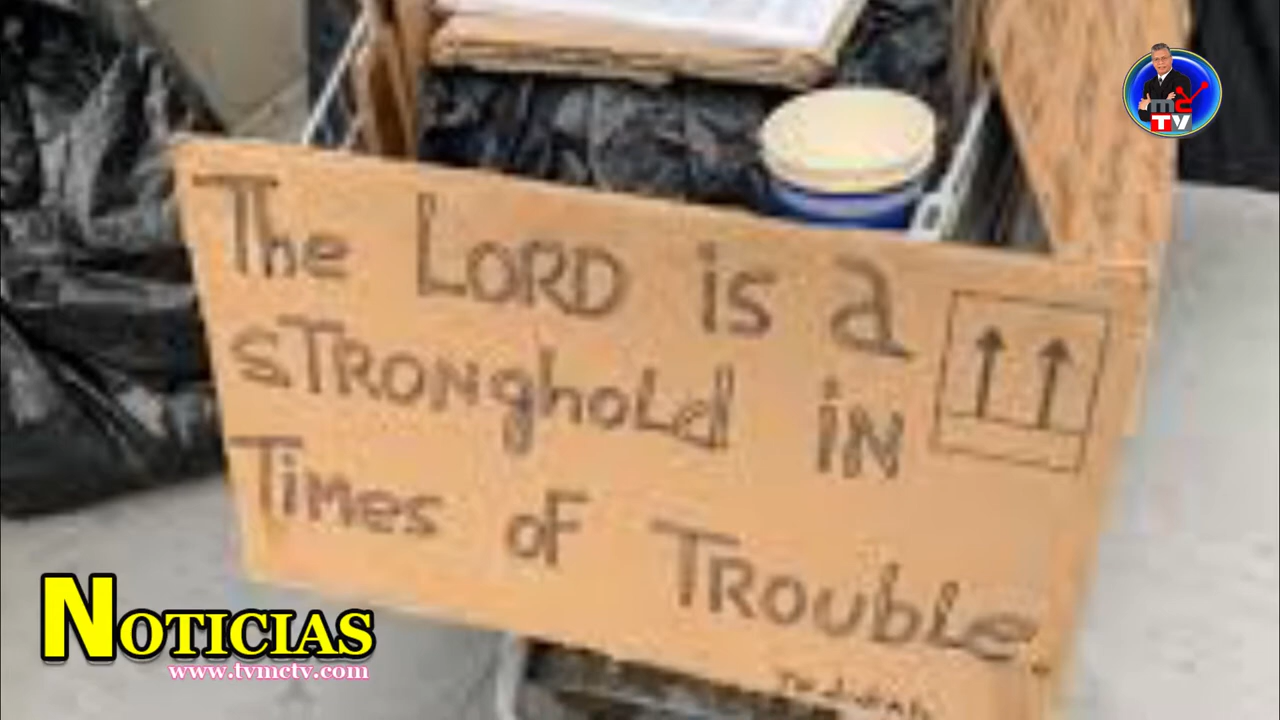 mc
TV
The LORD is a
sTRONghold iN
Times oF TRouble.
NOTICIAS
www.tvmctv.com